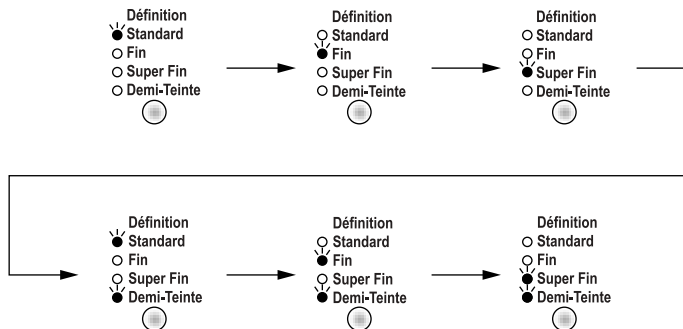 Définition
Standard
Fin
Super Fin
Demi-Teinte
Définition
Standard
Fin
Super Fin
Demi-Teinte
Définition
Standard
Fin
Super Fin
Demi-Teinte
Définition
Standard
Fin
Super Fin
Demi-Teinte
Définition
Standard
Fin
Super Fin
Demi-Teinte
Définition
Standard
Fin
Super Fin
Demi-Teinte